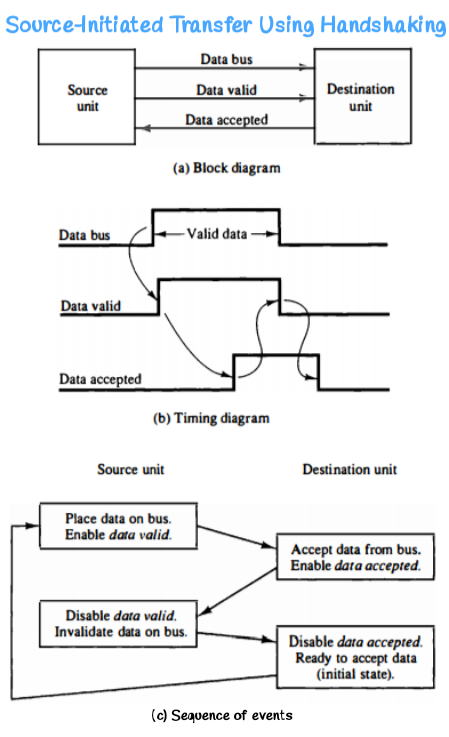 Source-Initiated Transfer Using Handshaking
Data bus
Source
unit
Data valid
Destination
unit
Data accepted
(a) Block diagram
Data bus
Valid data
Data valid
Data accepted
(b) Timing diagram
Source unit
Destination unit
Place data on bus.
Enable data valid.
Accept data from bus.
Enable data accepted.
Disable data valid.
Invalidate data on bus.
Disable data accepted.
Ready to accept data
(initial state).
(c) Sequence of events